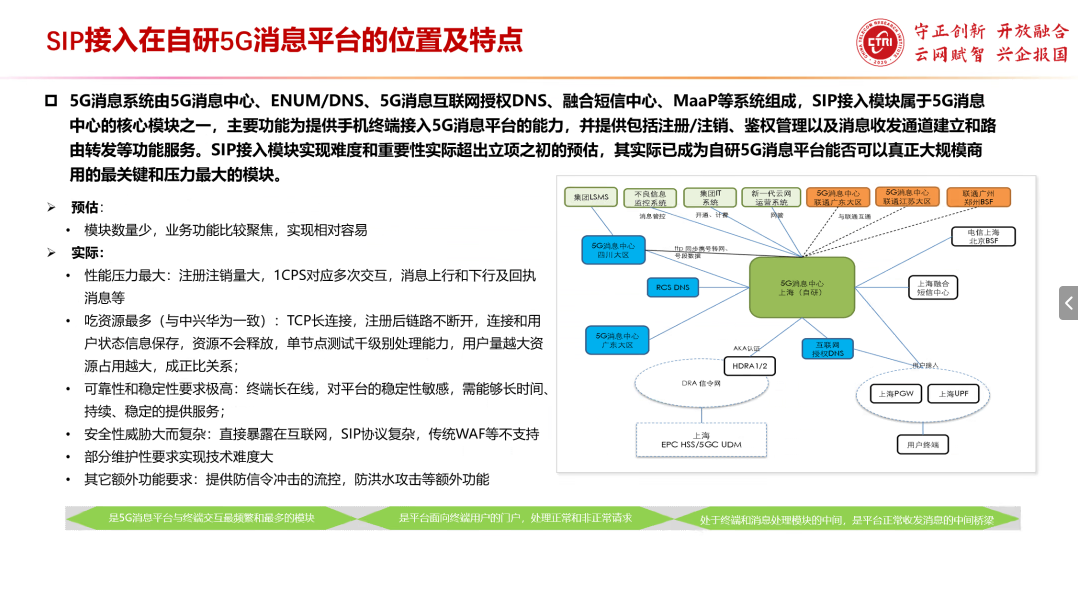 SIP接入在自研5G消息平台的位置及特点
守正创新 开放融合
云网赋智 兴企报国
CTRI
5G消息系统由5G消息中心、ENUM/DNS、5G消息互联网授权DNS、融合短信中心、MaaP等系统组成，SIP接入模块属于5G消息
中心的核心模块之一，主要功能为提供手机终端接入5G消息平台的能力，并提供包括注册/注销、鉴权管理以及消息收发通道建立和路
由转发等功能服务。SIP接入模块实现难度和重要性实际超出立项之初的预估，其实际已成为自研5G消息平台能否可以真正大规模商
用的最关键和压力最大的模块。
➢ 预估：
• 模块数量少，业务功能比较聚焦，实现相对容易
➢ 实际：
• 性能压力最大：注册注销量大，1CPS对应多次交互，消息上行和下行及回执
消息等
• 吃资源最多（与中兴华为一致）：TCP长连接，注册后链路不断开，连接和用
户状态信息保存，资源不会释放，单节点测试千级别处理能力，用户量越大资
源占用越大，成正比关系；
• 可靠性和稳定性要求极高：终端长在线，对平台的稳定性敏感，需能够长时间、
持续、稳定的提供服务；
• 安全性威胁大而复杂：直接暴露在互联网，SIP协议复杂，传统WAF等不支持
• 部分维护性要求实现技术难度大
• 其它额外功能要求：提供防信令冲击的流控，防洪水攻击等额外功能
集团LSMS
不良信息
监控系统
集团IT
系统
新一代云网
运营系统
5G消息中心
联通广东大区
5G消息中心
联通江苏大区
联通广州
郑州BSF
消息管控
开通、计费
网管
与联通互通
电信上海
北京BSF
5G消息中心
四川大区
ftp 同步携号转网、
号段数据
RCS DNS
5G消息中心
上海（自研）
上海融合
短信中心
5G消息中心
广东大区
AKA认证
互联网
授权DNS
HDRA1/2
用户接入
DRA 信令网
上海PGW
上海UPF
上海
EPC HSS/5GC UDM
用户终端
是5G消息平台与终端交互最频繁和最多的模块
是平台面向终端用户的门户，处理正常和非正常请求
处于终端和消息处理模块的中间，是平台正常收发消息的中间桥梁